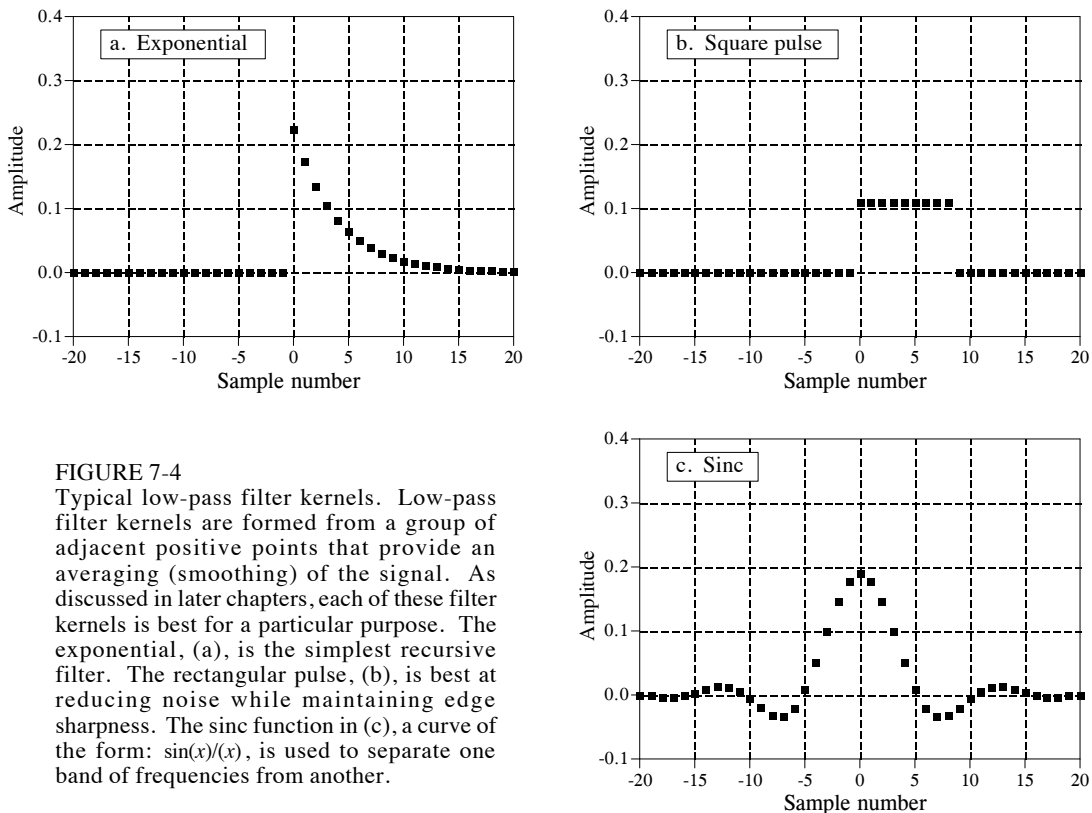 a. Exponential
0.4
0.3
0.2
0.1
0.0
-0.1
Amplitude
-20 -15 -10 -5 0 5 10 15 20
Sample number
b. Square pulse
0.4
0.3
0.2
0.1
0.0
-0.1
Amplitude
-20 -15 -10 -5 0 5 10 15 20
Sample number
FIGURE 7-4
Typical low-pass filter kernels. Low-pass
filter kernels are formed from a group of
adjacent positive points that provide an
averaging (smoothing) of the signal. As
discussed in later chapters, each of these filter
kernels is best for a particular purpose. The
exponential, (a), is the simplest recursive
filter. The rectangular pulse, (b), is best at
reducing noise while maintaining edge
sharpness. The sinc function in (c), a curve of
the form: sin(x)/(x), is used to separate one
band of frequencies from another.
c. Sinc
0.4
0.3
0.2
0.1
0.0
-0.1
Amplitude
-20 -15 -10 -5 0 5 10 15 20
Sample number